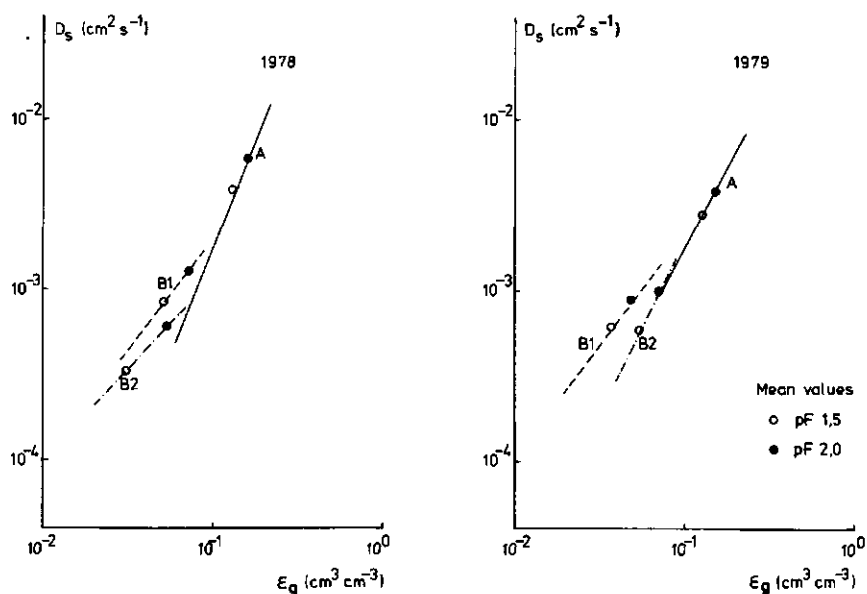 D_s (cm² s⁻¹)
1978
10⁻²
A
10⁻³
B1
B2
10⁻⁴
10⁻² 10⁻¹ 10⁰
ε_g (cm³ cm⁻³)
D_s (cm² s⁻¹)
1979
10⁻²
A
10⁻³
B1
B2
Mean values
pF 1,5
pF 2,0
10⁻⁴
10⁻² 10⁻¹ 10⁰
ε_g (cm³ cm⁻³)